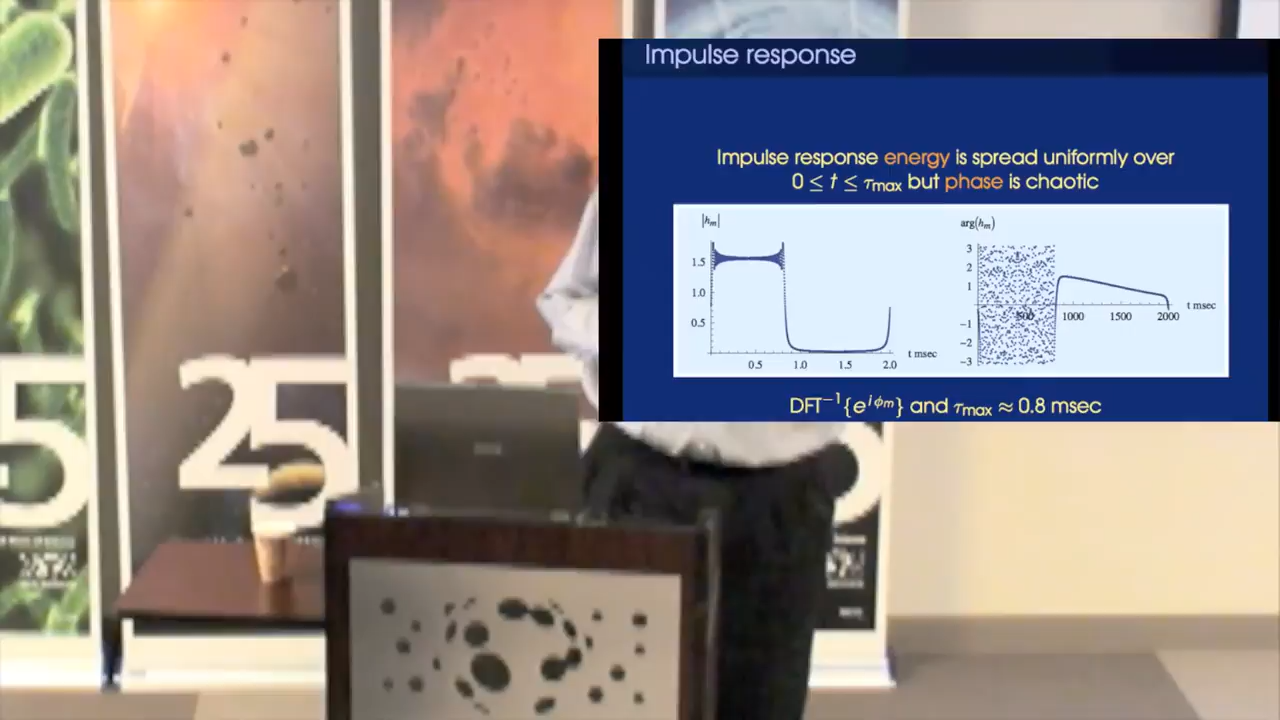 Impulse response
Impulse response energy is spread uniformly over
0 ≤ t ≤ τmax but phase is chaotic
|hm|
1.5
1.0
0.5
0.5 1.0 1.5 2.0
t msec
arg(hm)
3
2
1
-1
-2
-3
500 1000 1500 2000
t msec
DFT⁻¹{e^iϕm} and τmax ≈ 0.8 msec
5
25